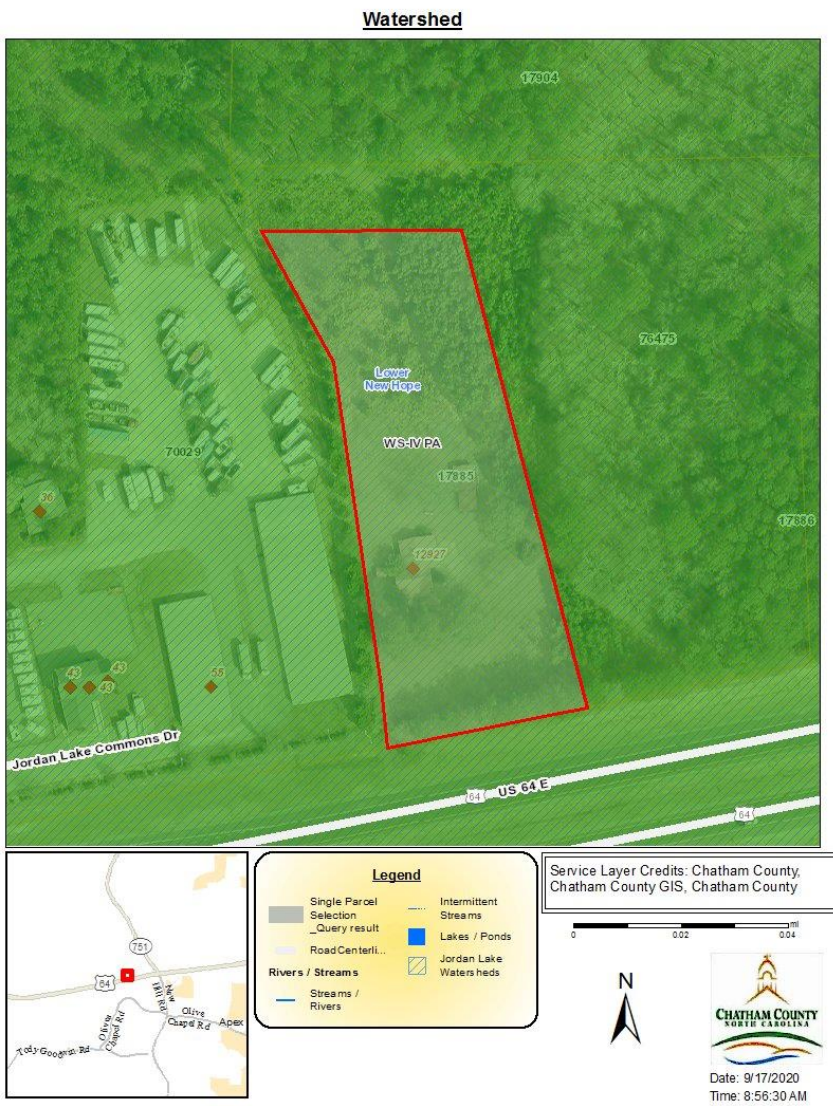 Watershed
17904
76475
Lower
New Hope
WS-IV PA
70029
17885
36
17886
12927
43
43
43
55
Jordan Lake Commons Dr
64
US 64 E
64
751
64
New
Hill Rd
Olive
Chapel Rd
Apex
Olives
Chapel Rd
Tody Goodwin Rd
Legend
Single Parcel
Selection
_Query result
RoadCenterli...
Rivers / Streams
Streams /
Rivers
Intermittent
Streams
Lakes / Ponds
Jordan Lake
Watersheds
Service Layer Credits: Chatham County,
Chatham County GIS, Chatham County
mi
0
0.02
0.04
N
CHATHAM COUNTY
NORTH CAROLINA
Date: 9/17/2020
Time: 8:56:30 AM